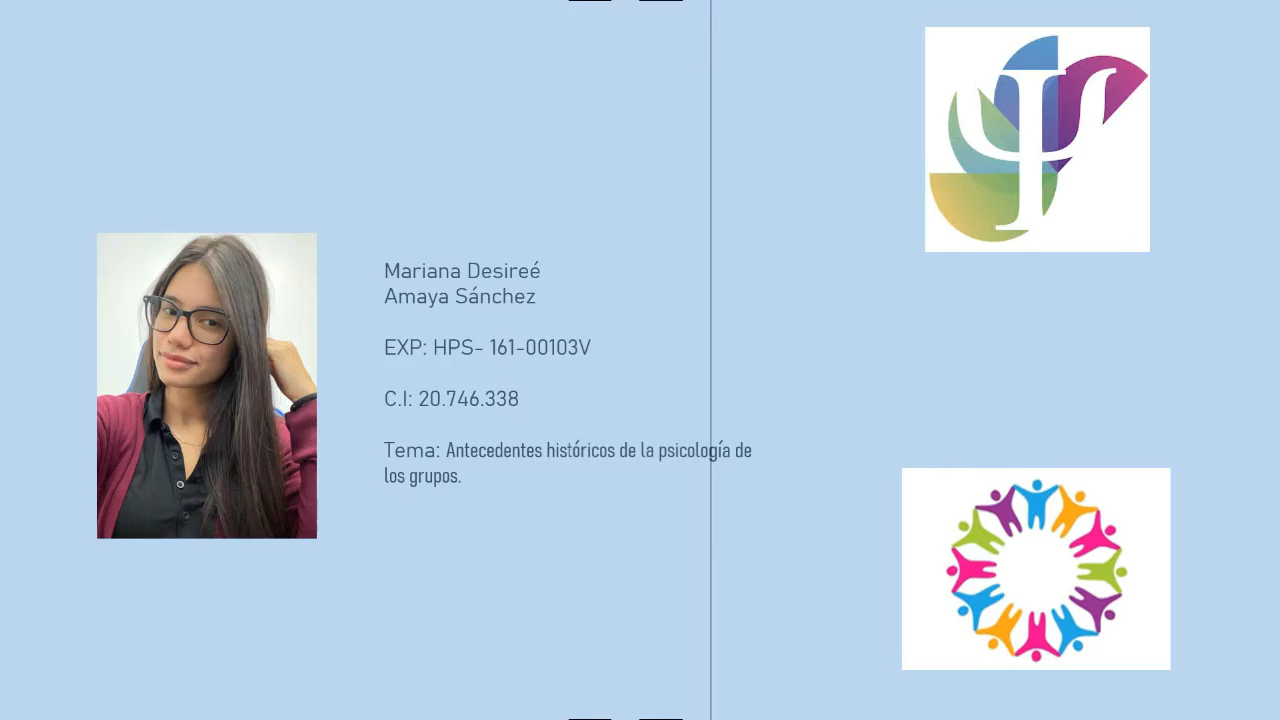 Mariana Desireé
Amaya Sánchez
EXP: HPS- 161-00103V
C.I: 20.746.338
Tema: Antecedentes históricos de la psicología de
los grupos.